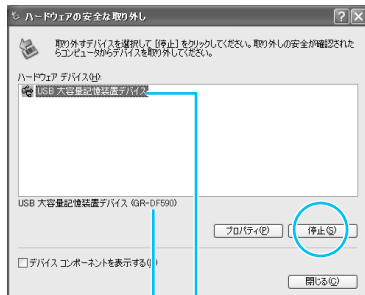 ハードウェアの安全な取り外し
取り外すデバイスを選択して [停止] をクリックしてください。取り外しの安全が確認された
らコンピュータからデバイスを取り外してください。
ハードウェア デバイス(H):
USB 大容量記憶装置デバイス
USB 大容量記憶装置デバイス (GR-DF590)
プロパティ(P)
停止(S)
デバイス コンポーネントを表示する(
閉じる(C)